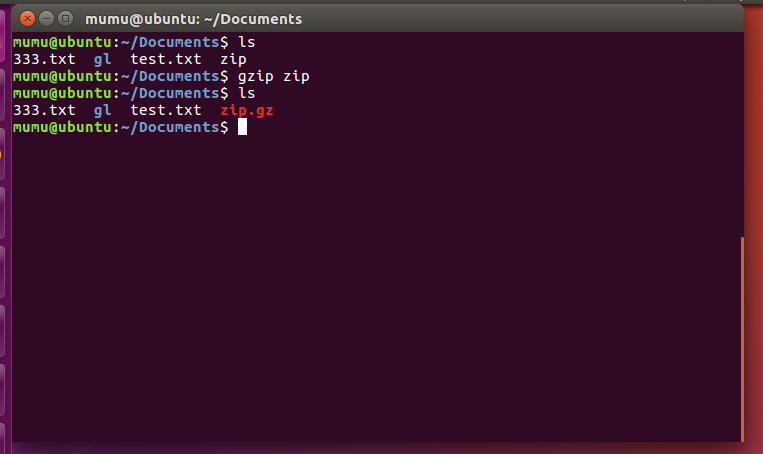 mumu@ubuntu: ~/Documents
mumu@ubuntu:~/Documents$ ls
333.txt  gl  test.txt  zip
mumu@ubuntu:~/Documents$ gzip zip
mumu@ubuntu:~/Documents$ ls
333.txt  gl  test.txt  zip.gz
mumu@ubuntu:~/Documents$